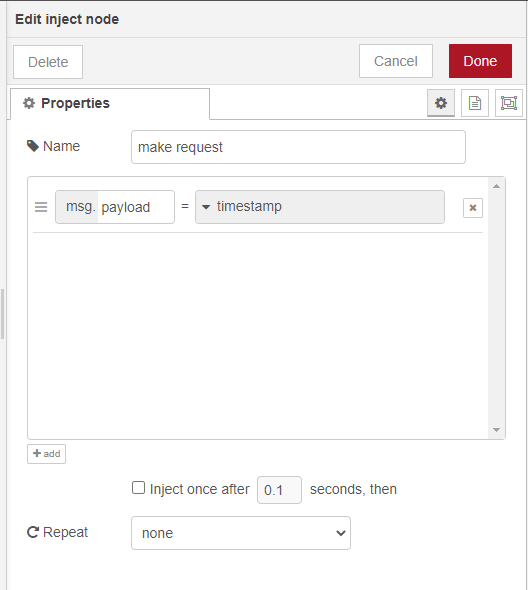 Edit inject node
Delete Cancel Done
Properties
Name make request
msg. payload = timestamp
add
Inject once after 0.1 seconds, then
Repeat none